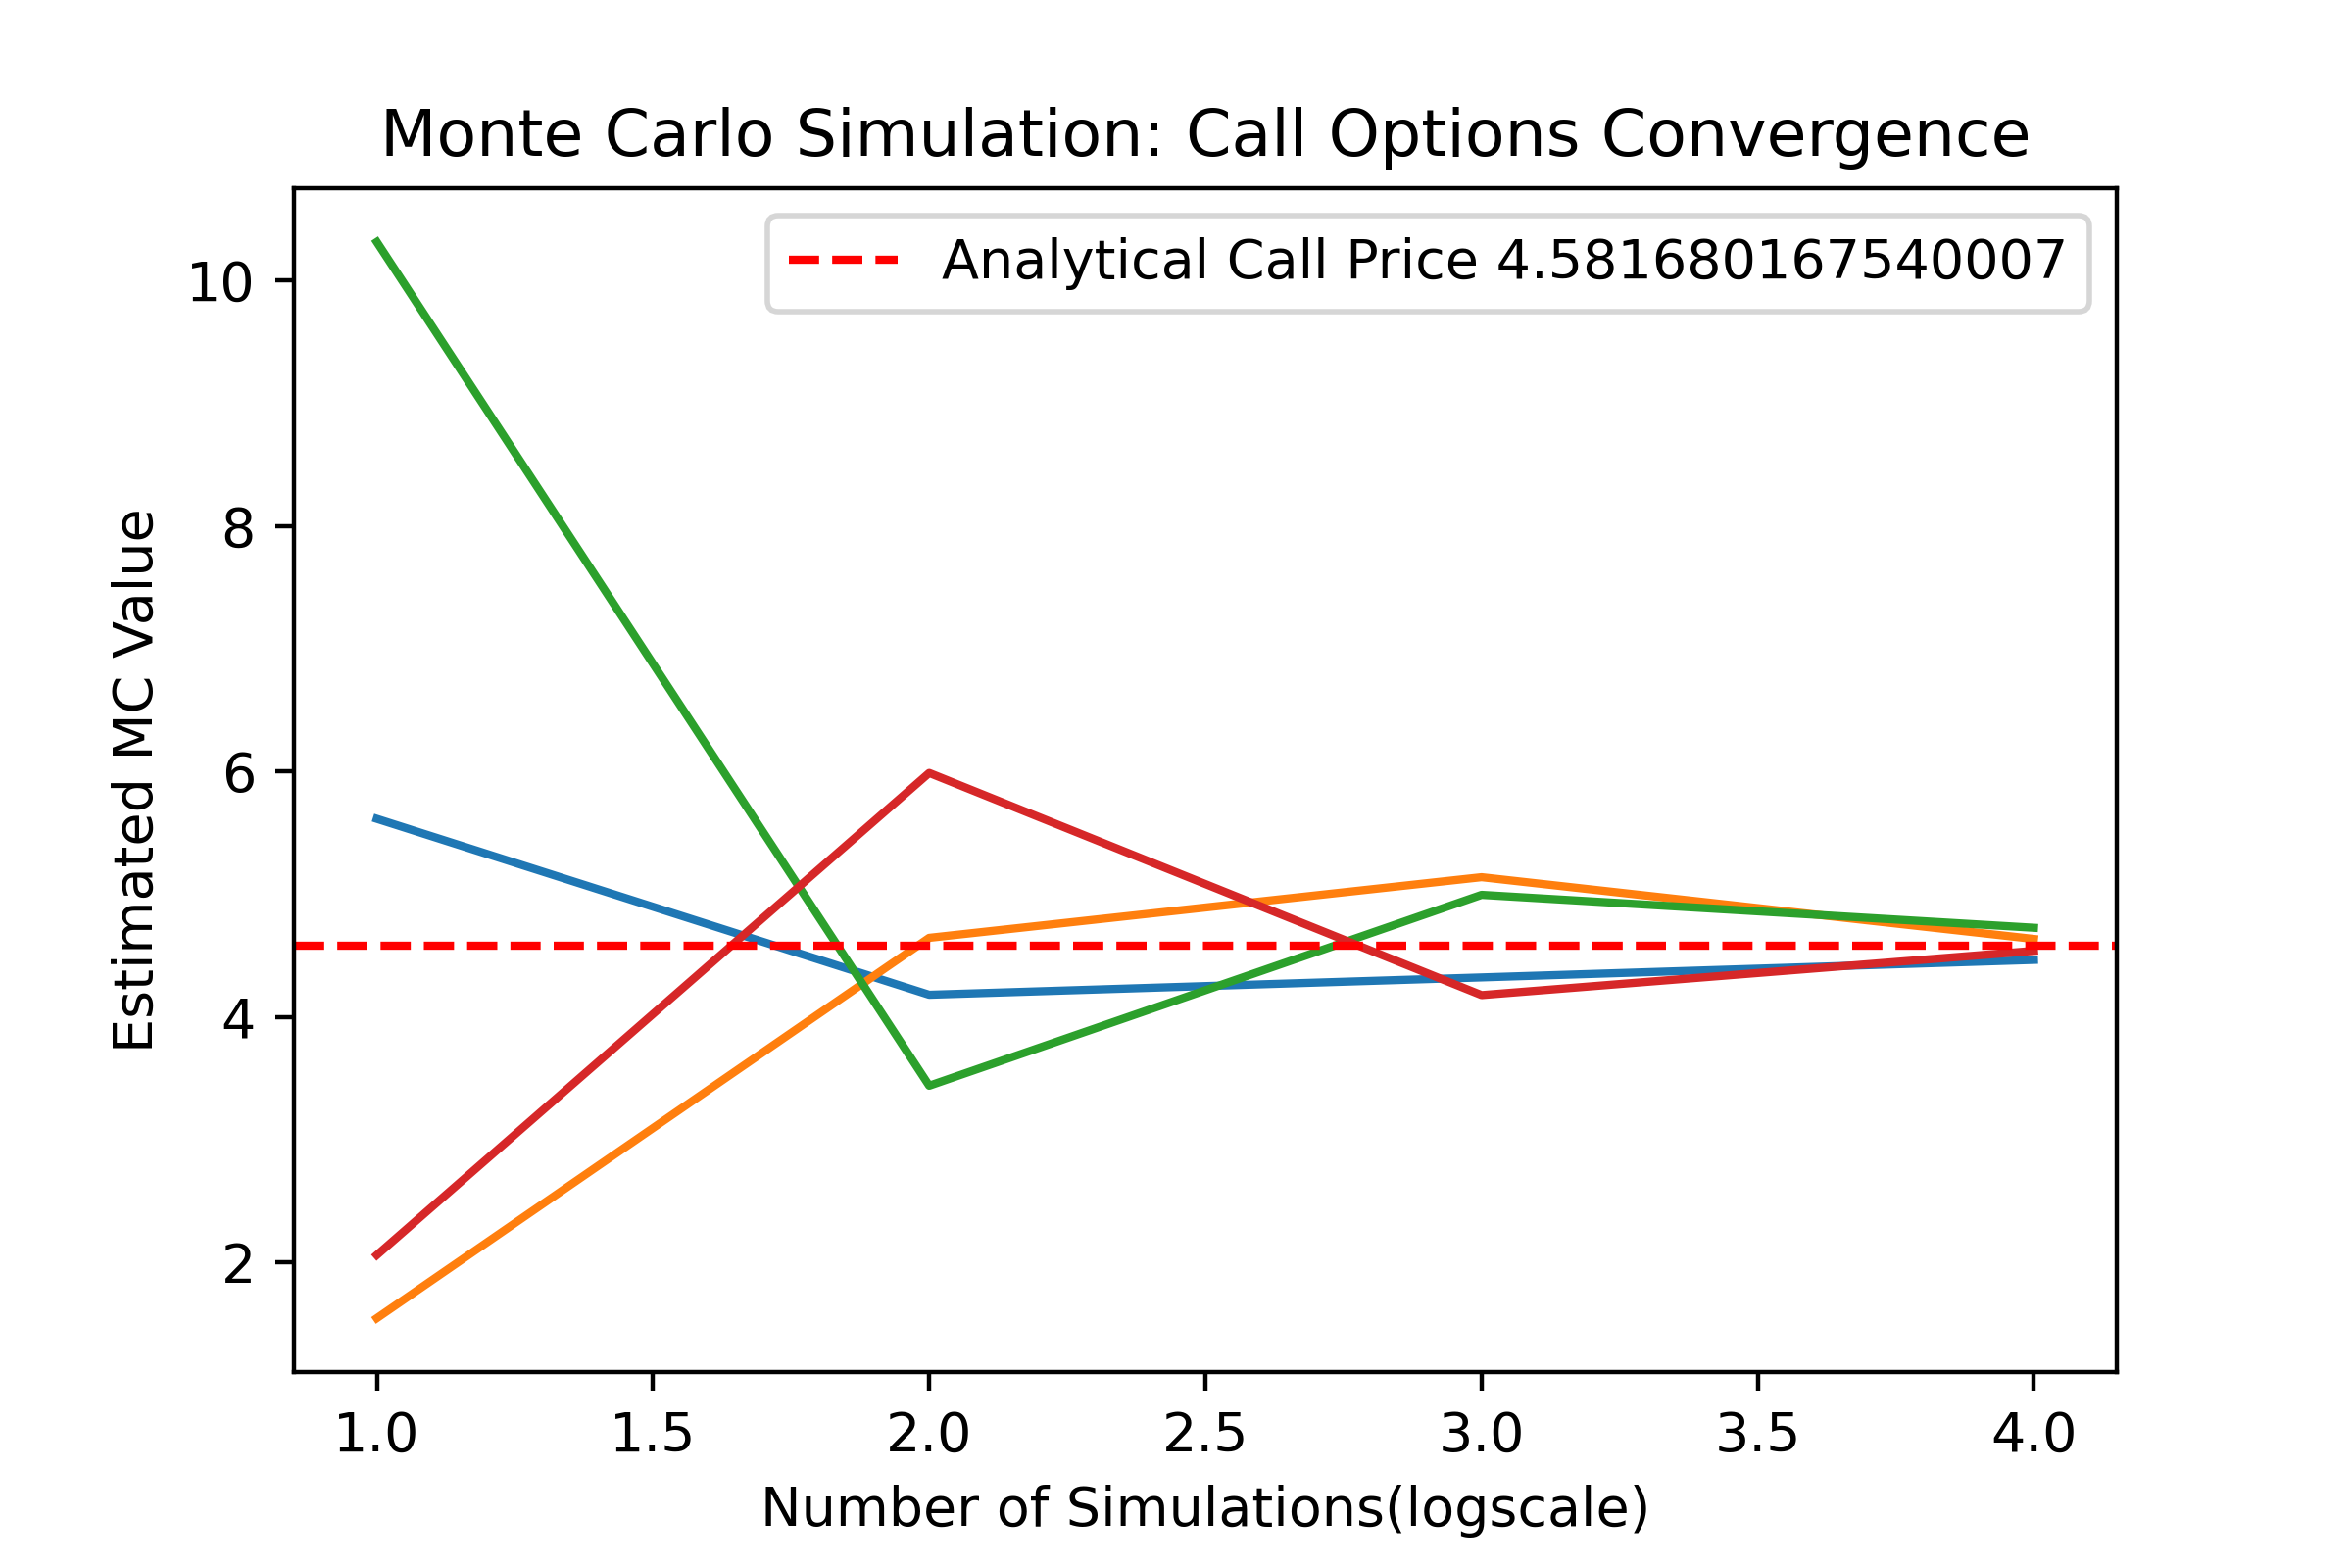 Monte Carlo Simulation: Call Options Convergence
Analytical Call Price 4.581680167540007
Estimated MC Value
10
8
6
4
2
1.0 1.5 2.0 2.5 3.0 3.5 4.0
Number of Simulations(logscale)